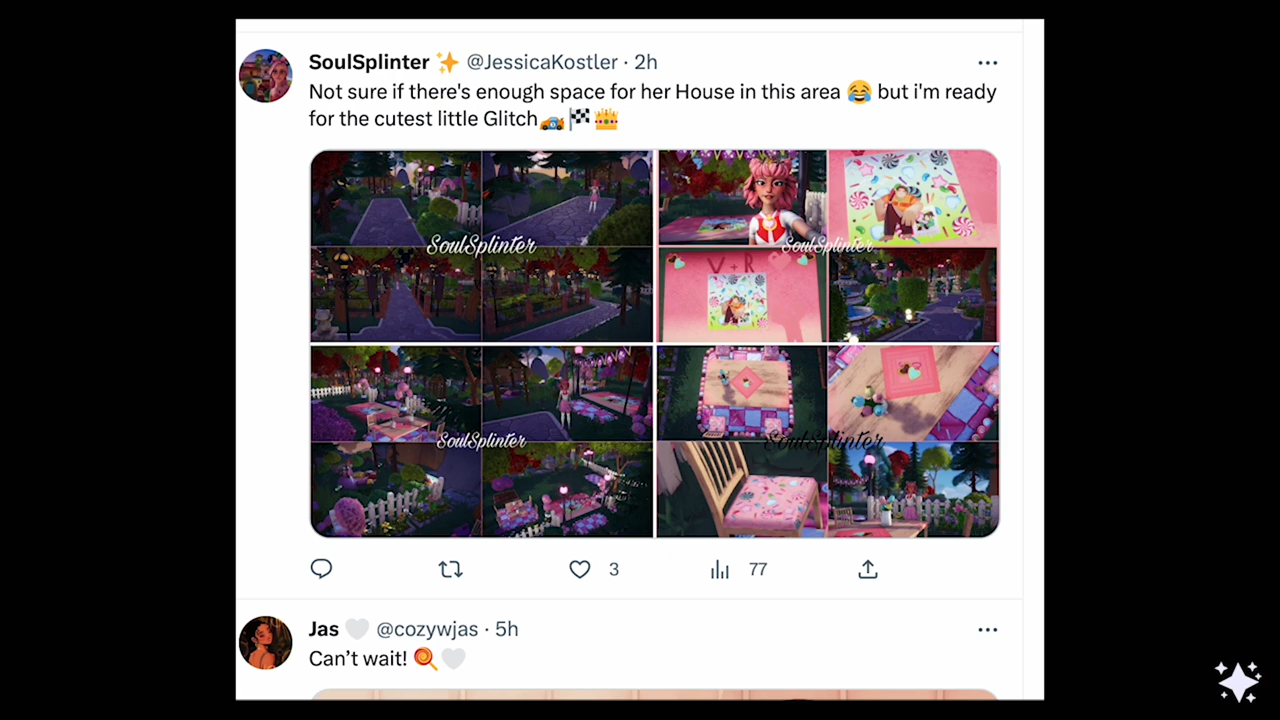 SoulSplinter ✨ @JessicaKostler · 2h
Not sure if there's enough space for her House in this area 😂 but i'm ready
for the cutest little Glitch🏎️🏁👑
SoulSplinter
SoulSplinter
V + R
SoulSplinter
SoulSplinter
3
77
Jas 🤍 @cozywjas · 5h
Can’t wait! 🍭🤍